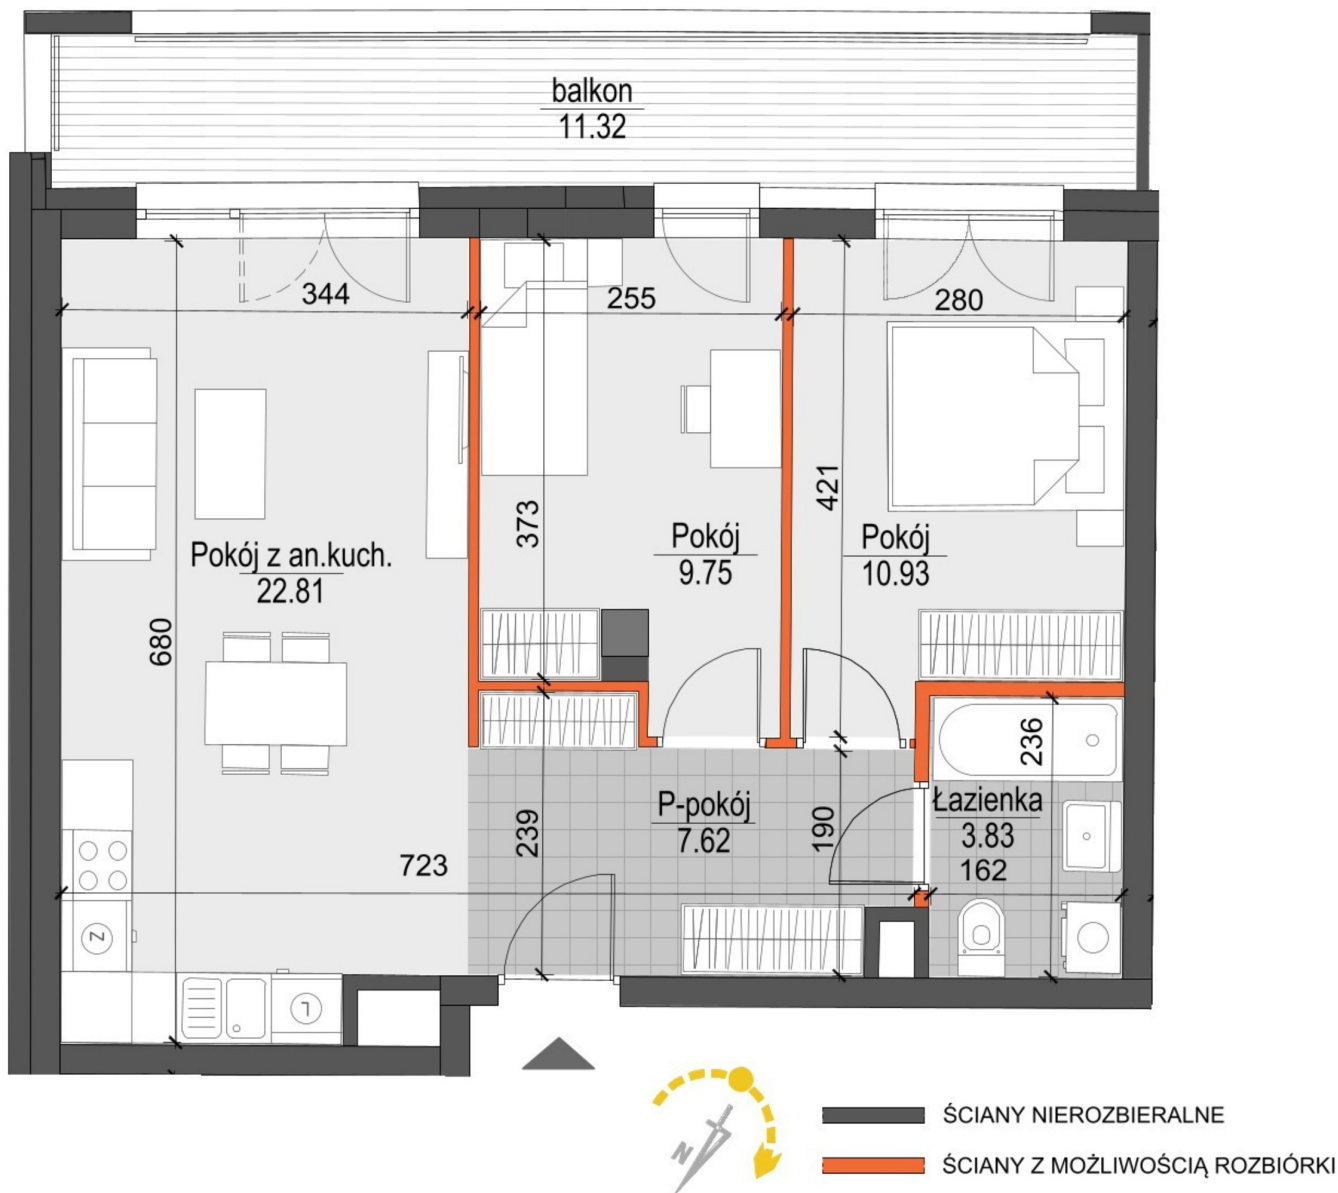 balkon
11.32
344
255
280
373
421
Pokój z an.kuch.
22.81
Pokój
9.75
Pokój
10.93
680
236
239
P-pokój
7.62
190
Łazienka
3.83
162
723
Z
L
N
ŚCIANY NIEROZBIERALNE
ŚCIANY Z MOŻLIWOŚCIĄ ROZBIÓRKI